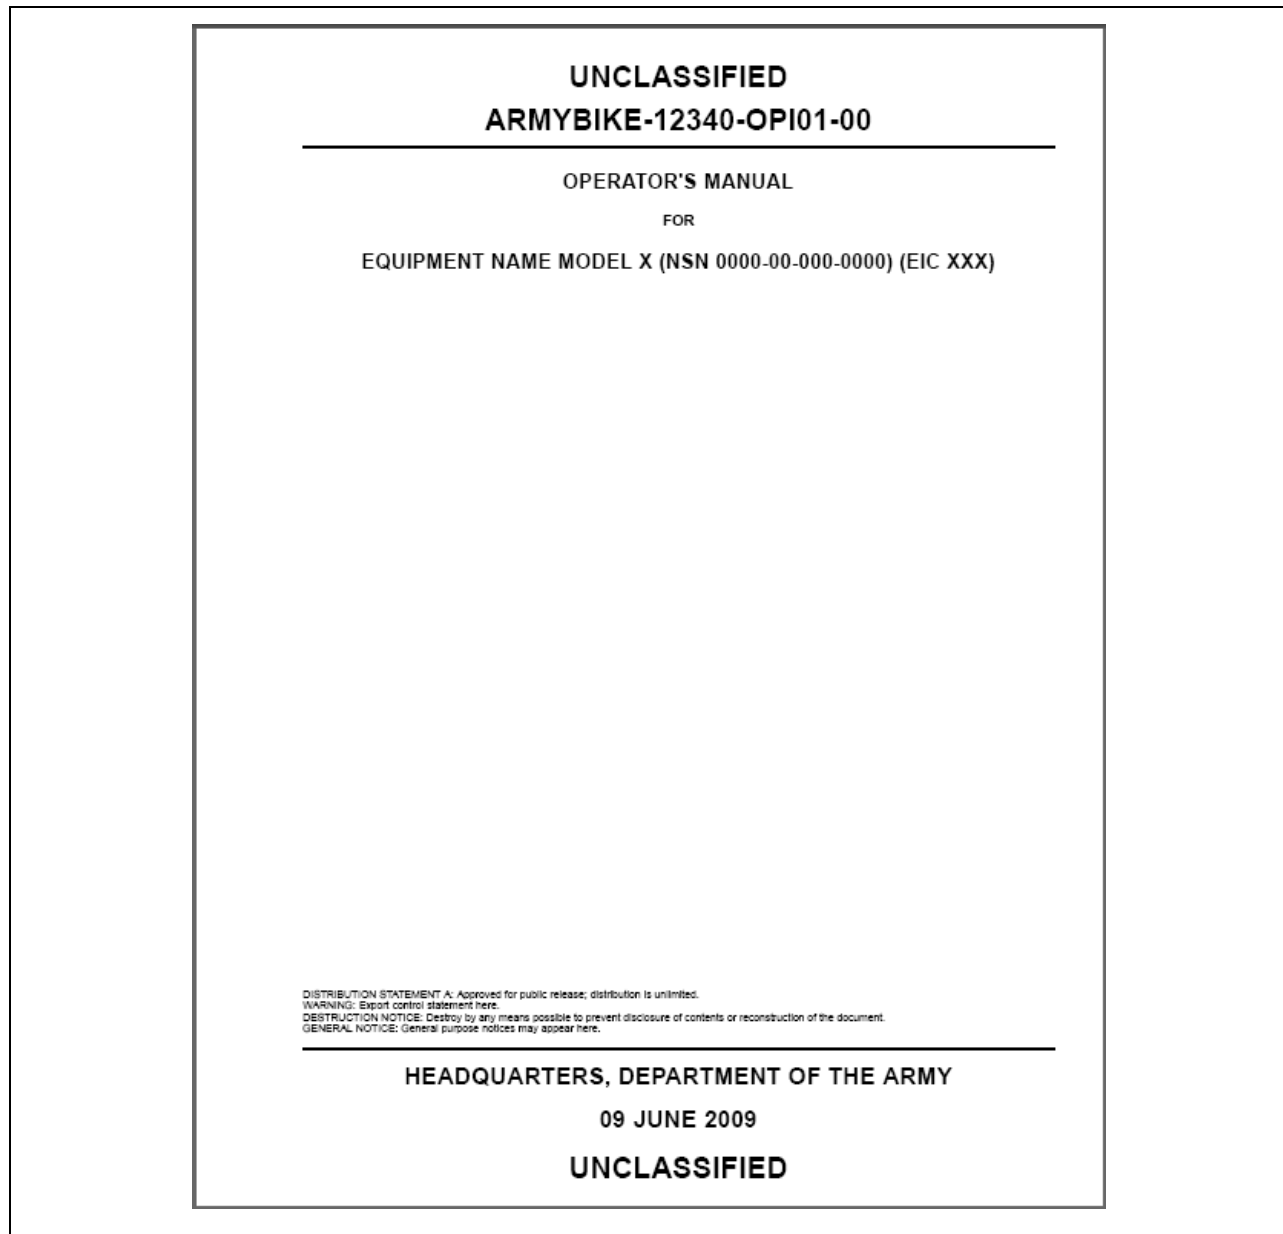 UNCLASSIFIED
ARMYBIKE-12340-OPI01-00
OPERATOR'S MANUAL
FOR
EQUIPMENT NAME MODEL X (NSN 0000-00-000-0000) (EIC XXX)
DISTRIBUTION STATEMENT A: Approved for public release; distribution is unlimited.
WARNING: Export control statement here.
DESTRUCTION NOTICE: Destroy by any means possible to prevent disclosure of contents or reconstruction of the document.
GENERAL NOTICE: General purpose notices may appear here.
HEADQUARTERS, DEPARTMENT OF THE ARMY
09 JUNE 2009
UNCLASSIFIED